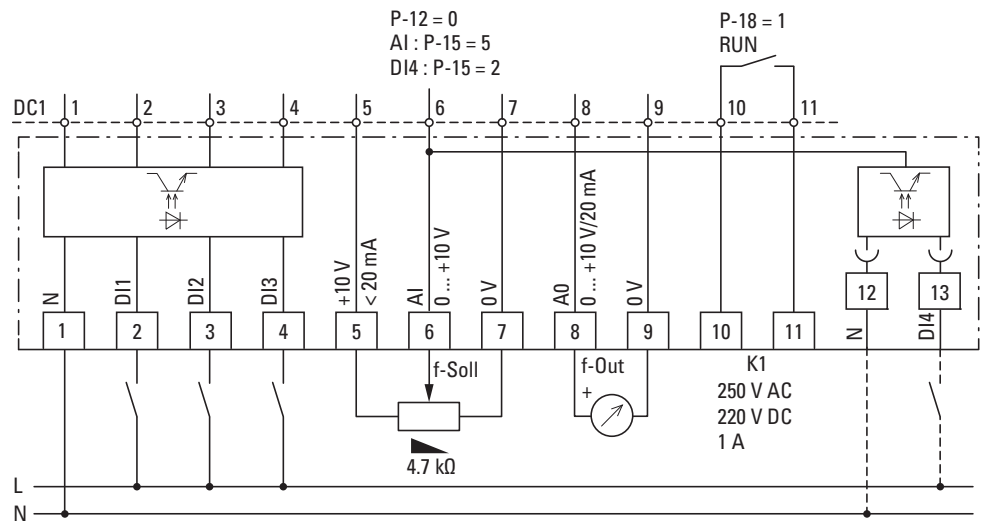 P-12 = 0
AI : P-15 = 5
DI4 : P-15 = 2
P-18 = 1
RUN
DC1 1 2 3 4 5 6 7 8 9 10 11
N
DI1
DI2
DI3
+10 V
< 20 mA
AI
0 ... +10 V
0 V
A0
0 ... +10 V/20 mA
0 V
12
13
N
DI4
1 2 3 4 5 6 7 8 9 10 11
f-Soll
f-Out
+
K1
250 V AC
220 V DC
1 A
4.7 kΩ
L
N